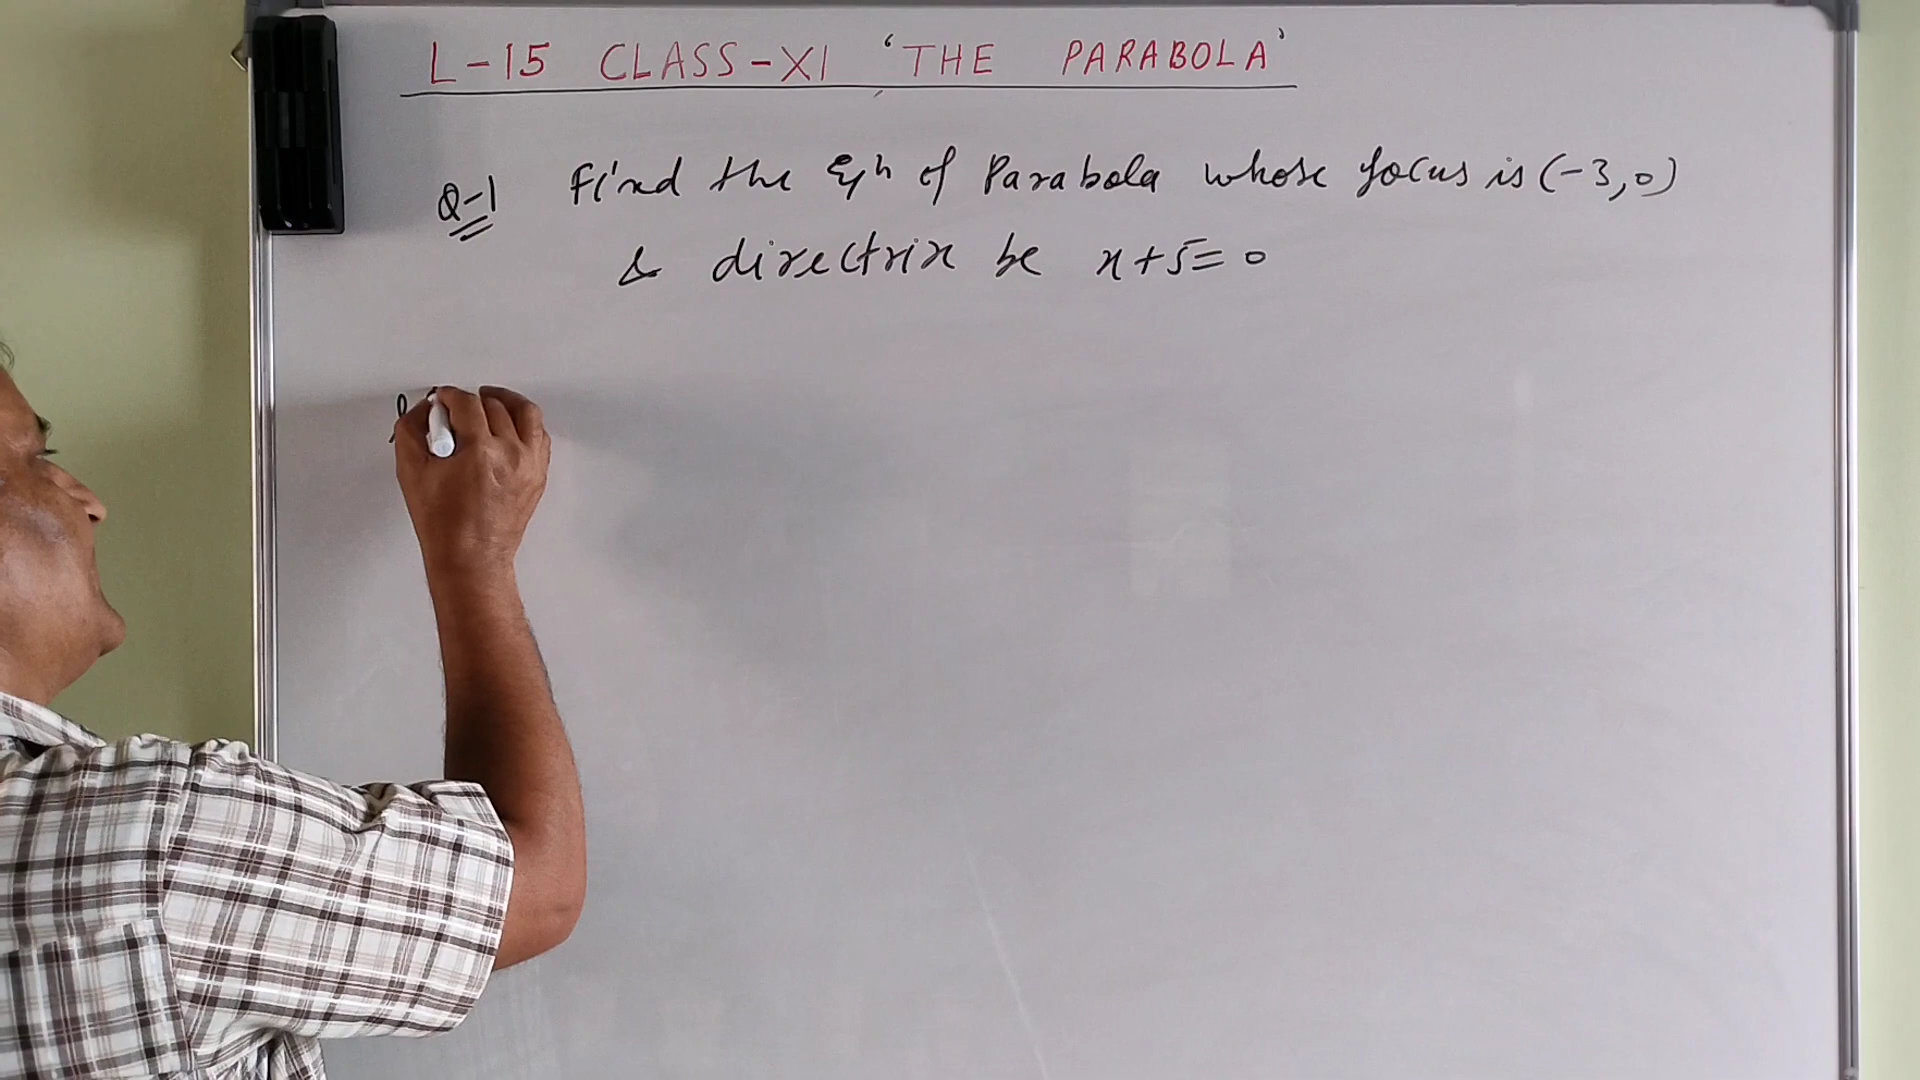 L-15 CLASS-XI 'THE PARABOLA'
Q-1 Find the Eqn of Parabola whose focus is (-3,0)
& directrix be x+5=0